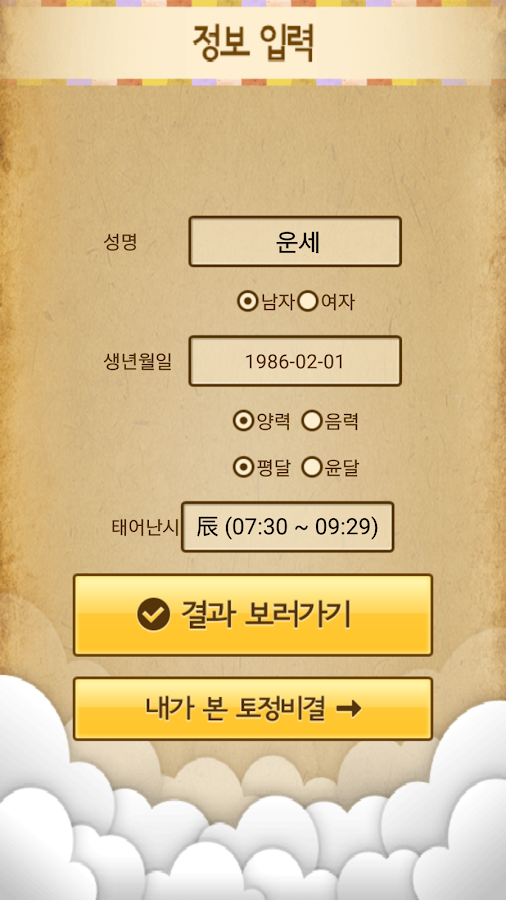 정보 입력
성명 운세
남자 여자
생년월일 1986-02-01
양력 음력
평달 윤달
태어난시 辰 (07:30 ~ 09:29)
결과 보러가기
내가 본 토정비결 →